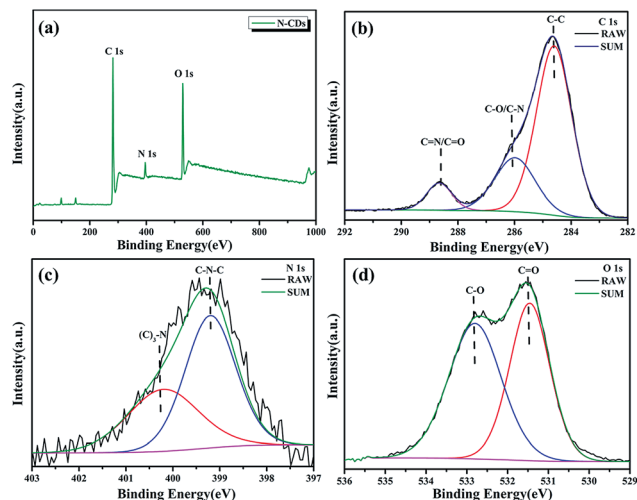 (a)
N-CDs
C 1s
O 1s
N 1s
Intensity(a.u.)
0 200 400 600 800 1000
Binding Energy(eV)
(b)
C-C
C 1s
RAW
SUM
C-O/C-N
C=N/C=O
Intensity(a.u.)
292 290 288 286 284 282
Binding Energy(eV)
(c)
C-N-C
N 1s
RAW
SUM
(C)3-N
Intensity(a.u.)
403 402 401 400 399 398 397
Binding Energy(eV)
(d)
C=O
O 1s
RAW
SUM
C-O
Intensity(a.u.)
536 535 534 533 532 531 530 529
Binding Energy(eV)